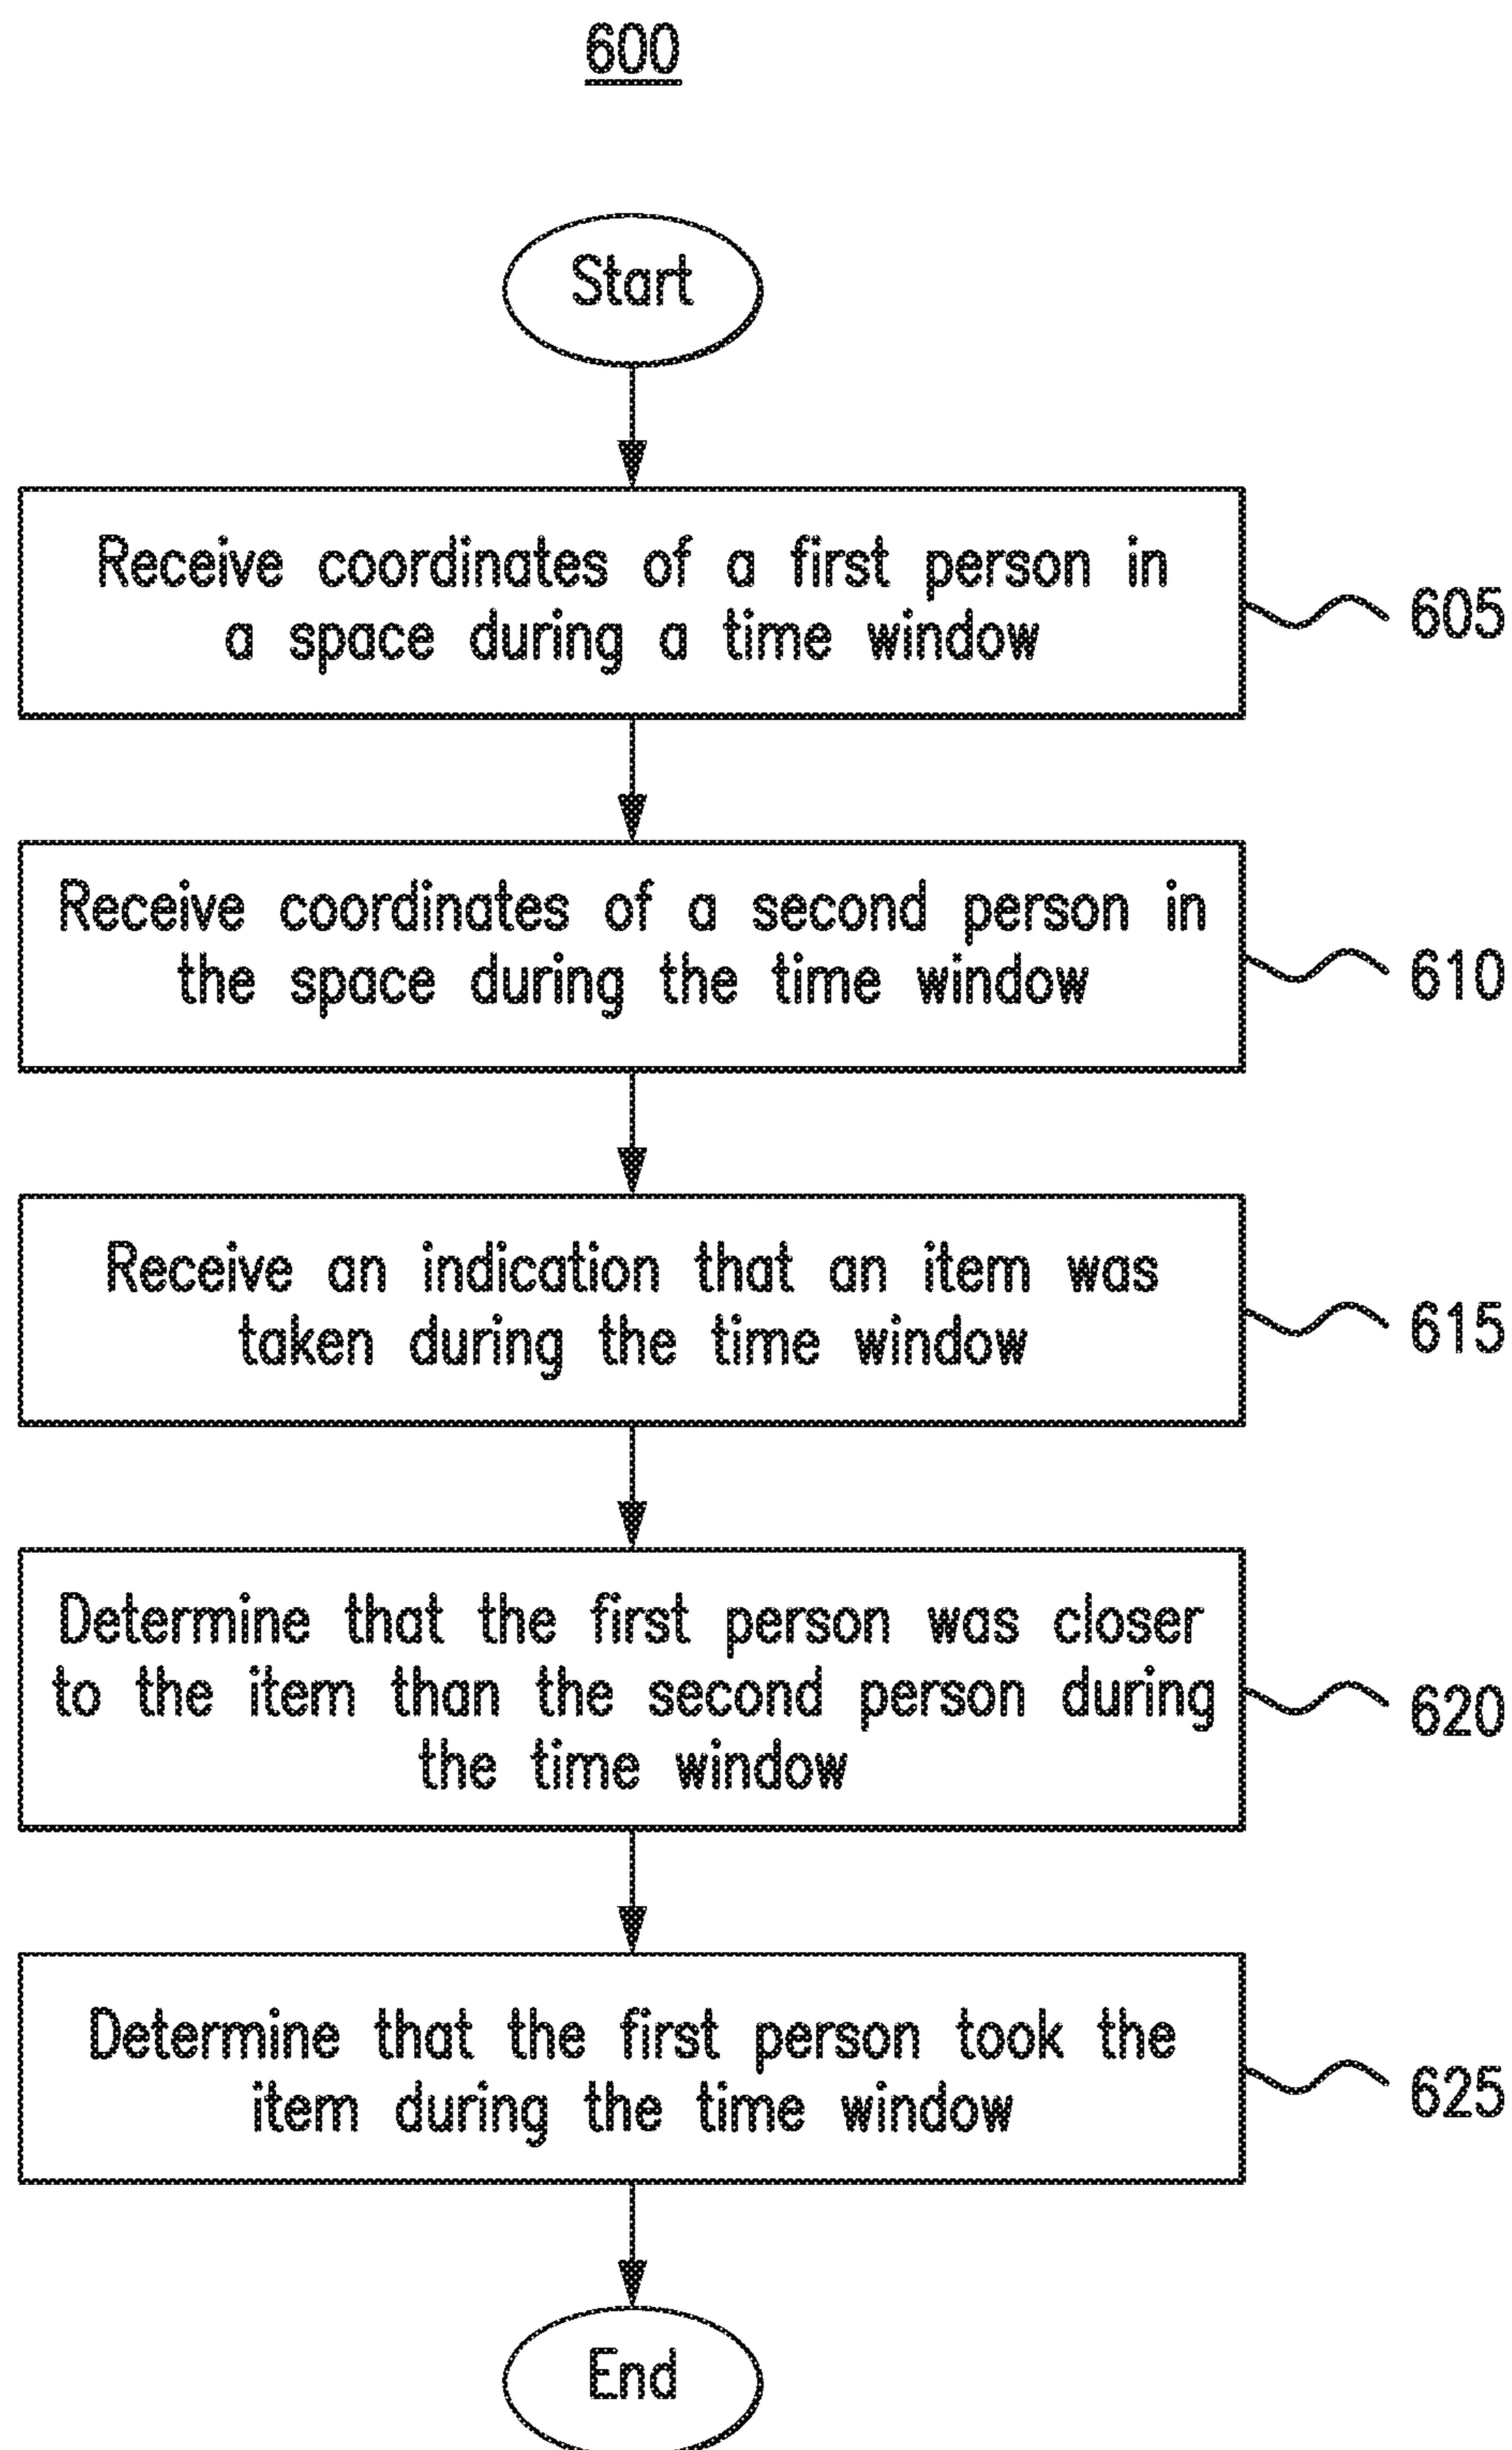 600
Start
Receive coordinates of a first person in
a space during a time window
605
Receive coordinates of a second person in
the space during the time window
610
Receive an indication that an item was
taken during the time window
615
Determine that the first person was closer
to the item than the second person during
the time window
620
Determine that the first person took the
item during the time window
625
End